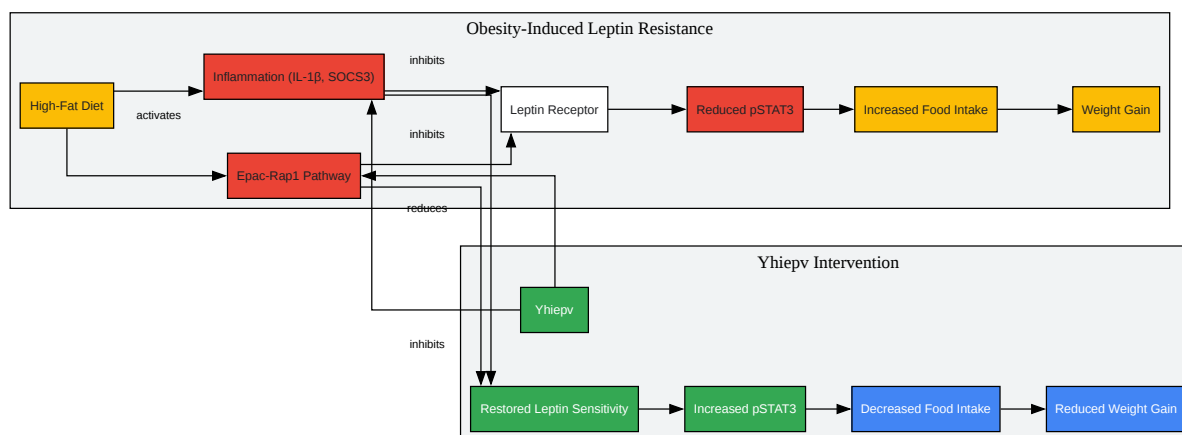 Obesity-Induced Leptin Resistance
inhibits
Inflammation (IL-1β, SOCS3)
High-Fat Diet
activates
Leptin Receptor
Reduced pSTAT3
Increased Food Intake
Weight Gain
inhibits
Epac-Rap1 Pathway
reduces
Yhiepv Intervention
Yhiepv
inhibits
Restored Leptin Sensitivity
Increased pSTAT3
Decreased Food Intake
Reduced Weight Gain